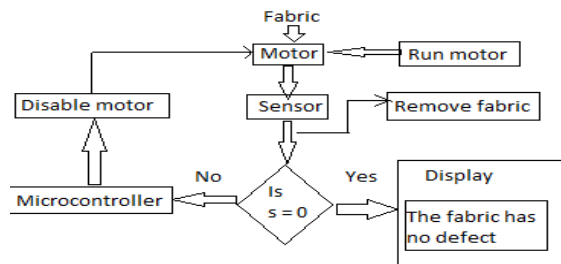 Fabric
Motor
Run motor
Disable motor
Sensor
Remove fabric
No
Is
s = 0
Yes
Display
Microcontroller
The fabric has
no defect